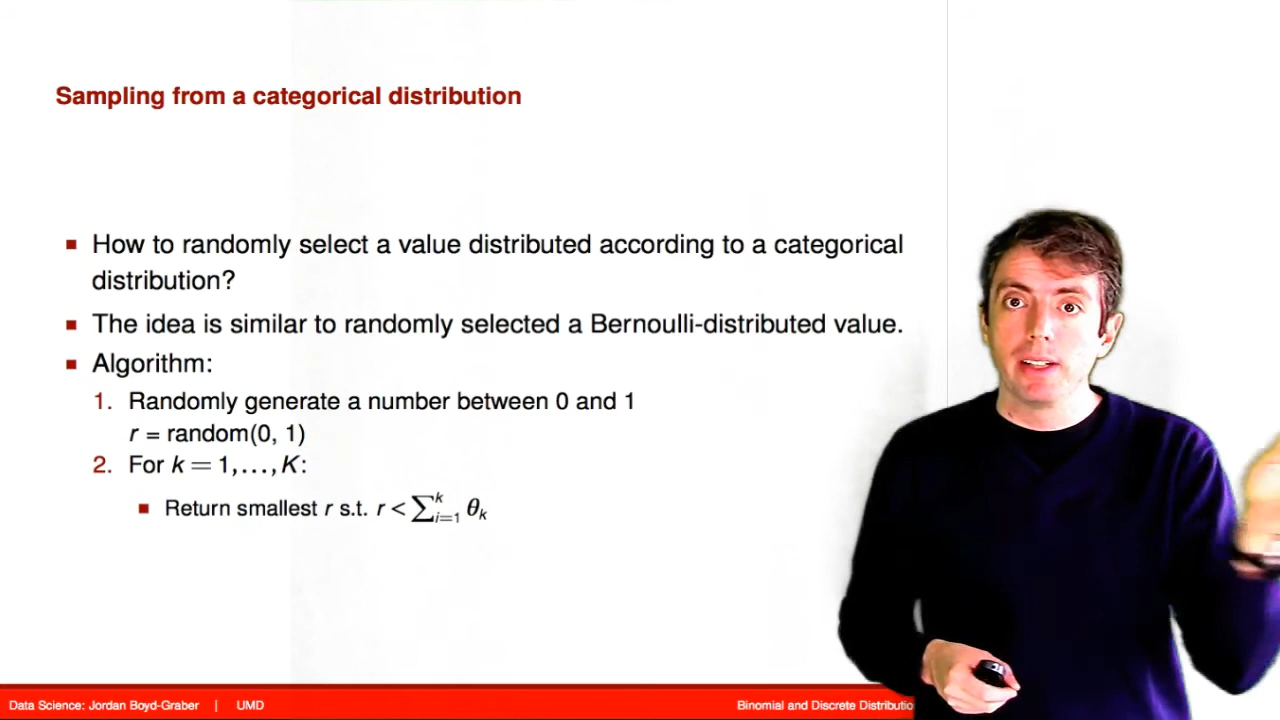 Sampling from a categorical distribution
■ How to randomly select a value distributed according to a categorical
distribution?
■ The idea is similar to randomly selected a Bernoulli-distributed value.
■ Algorithm:
1. Randomly generate a number between 0 and 1
r = random(0, 1)
2. For k = 1,...,K:
■ Return smallest r s.t. r < ∑ᵢ₌₁ᵏ θₖ
Data Science: Jordan Boyd-Graber | UMD
Binomial and Discrete Distributio